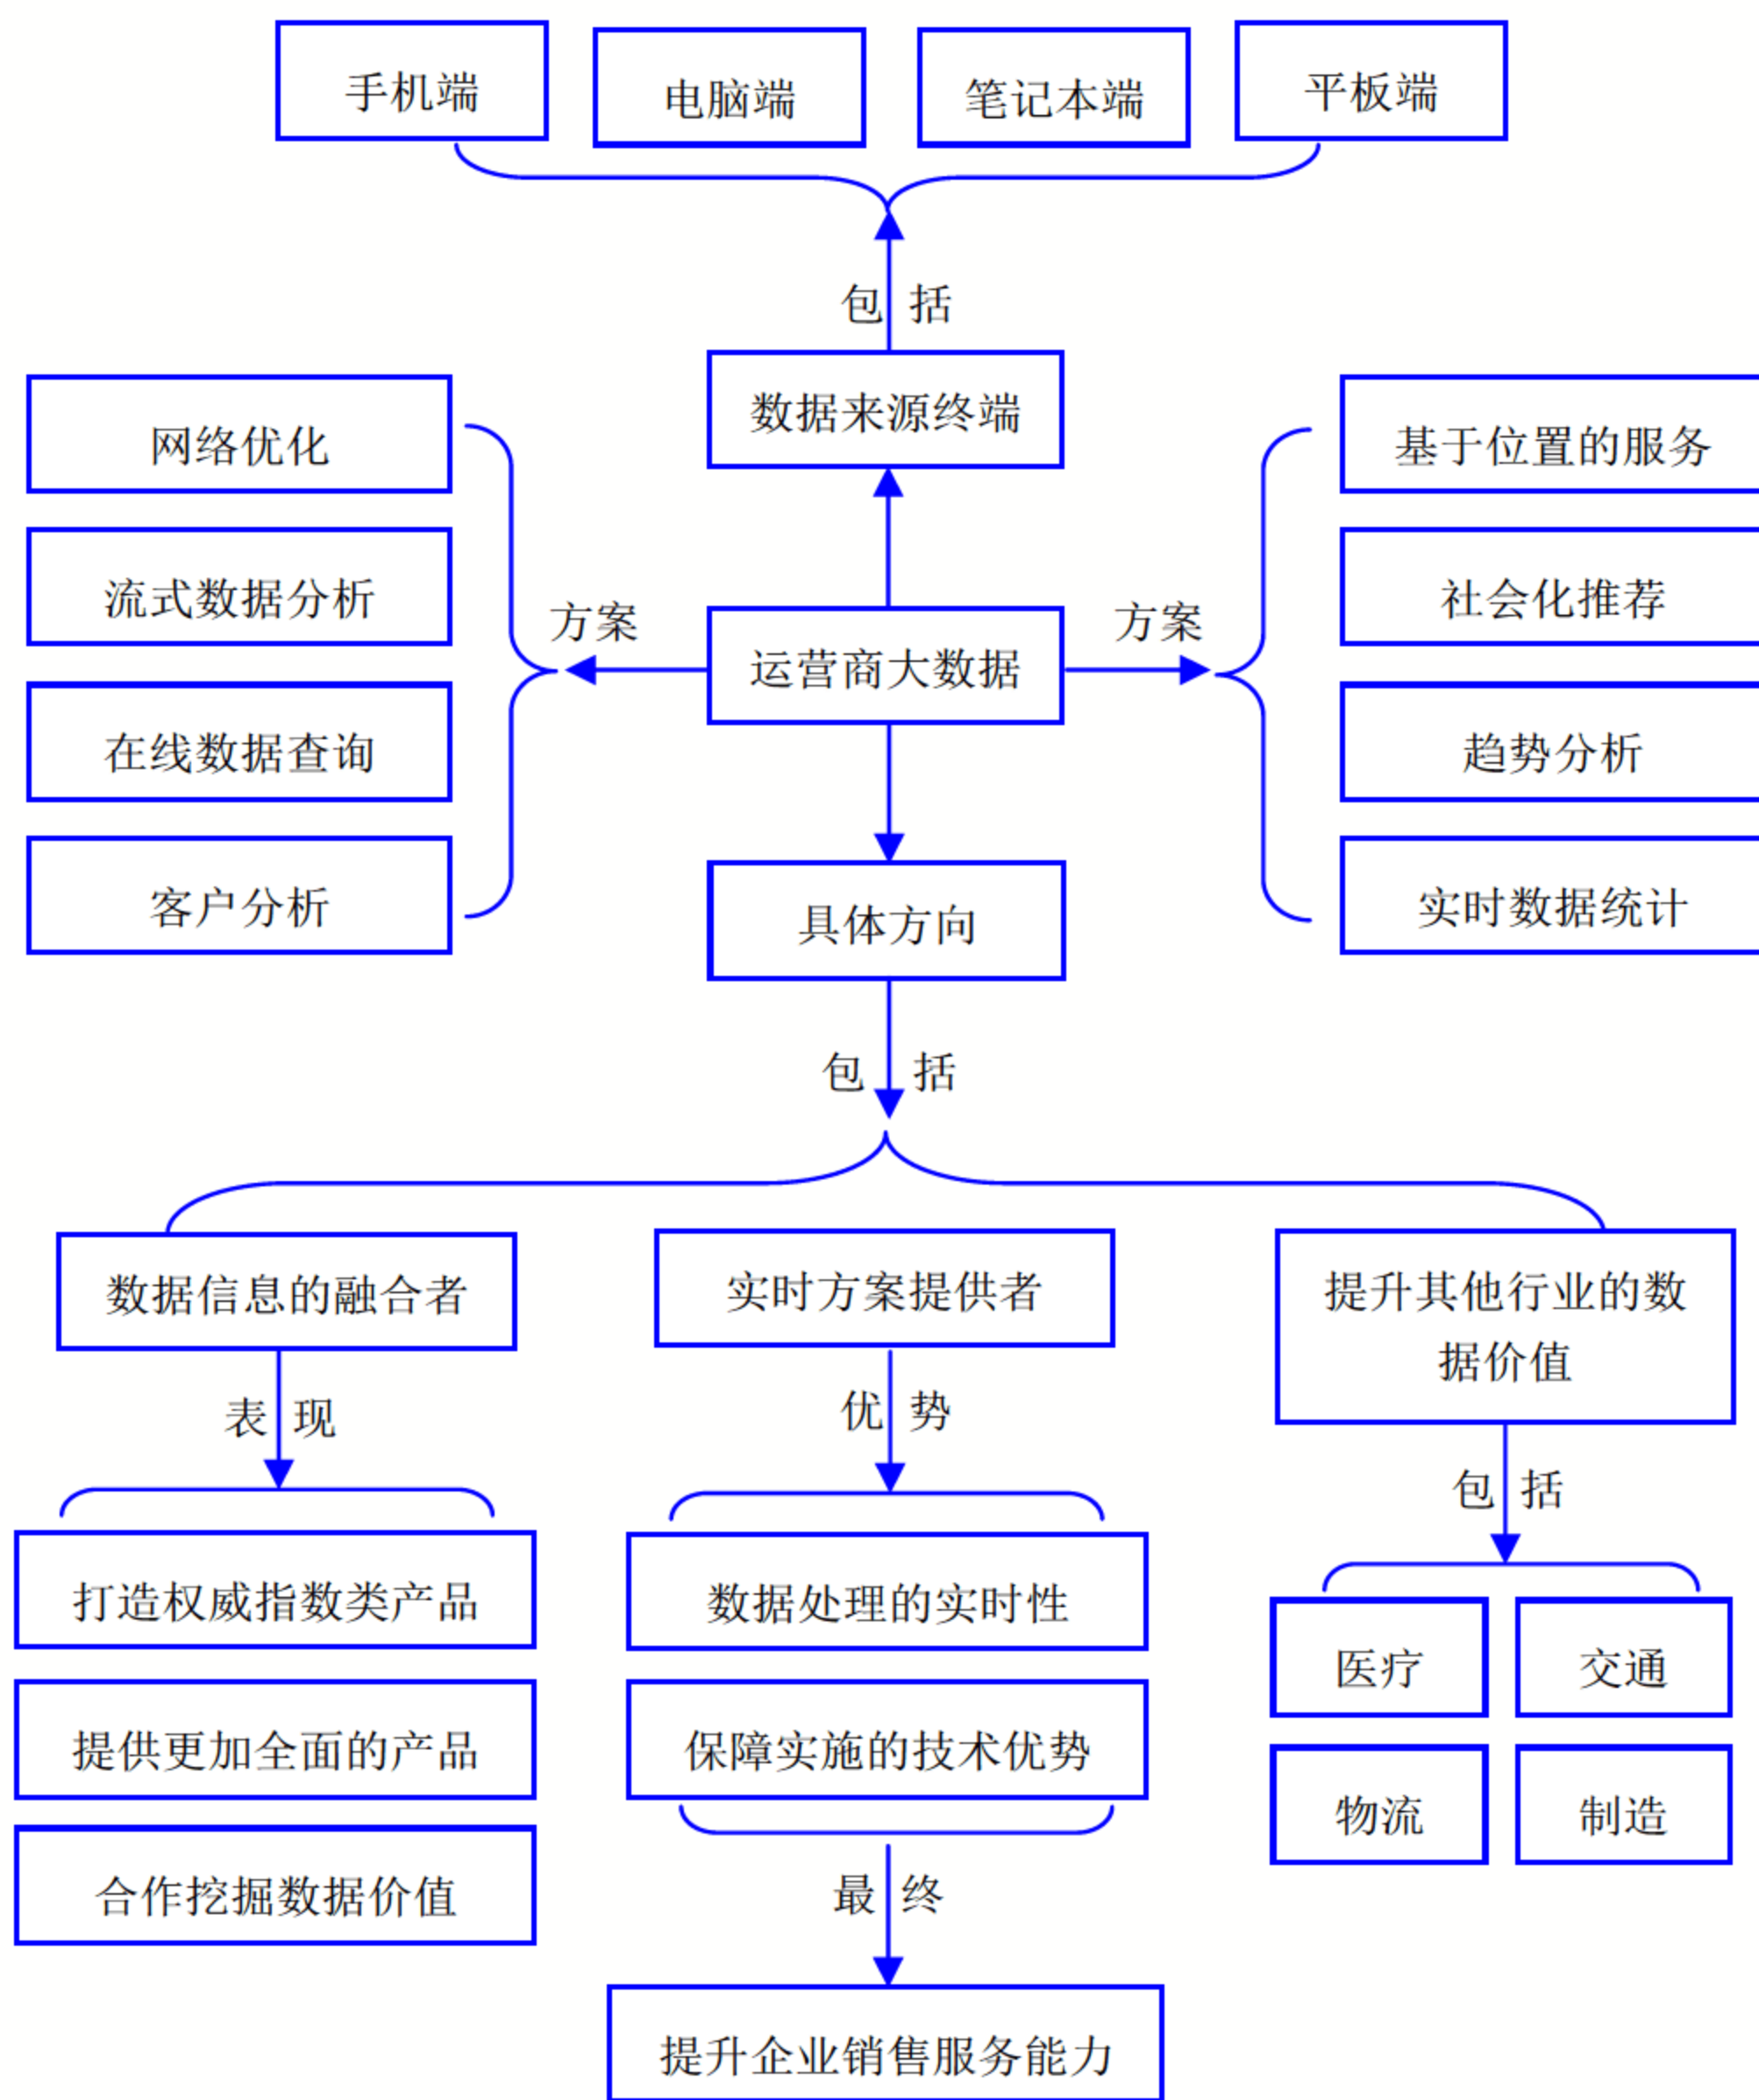 手机端
电脑端
笔记本端
平板端
包括
数据来源终端
网络优化
流式数据分析
在线数据查询
客户分析
方案
运营商大数据
方案
基于位置的服务
社会化推荐
趋势分析
实时数据统计
具体方向
包括
数据信息的融合者
表现
打造权威指数类产品
提供更加全面的产品
合作挖掘数据价值
实时方案提供者
优势
数据处理的实时性
保障实施的技术优势
最终
提升企业销售服务能力
提升其他行业的数
据价值
包括
医疗
交通
物流
制造